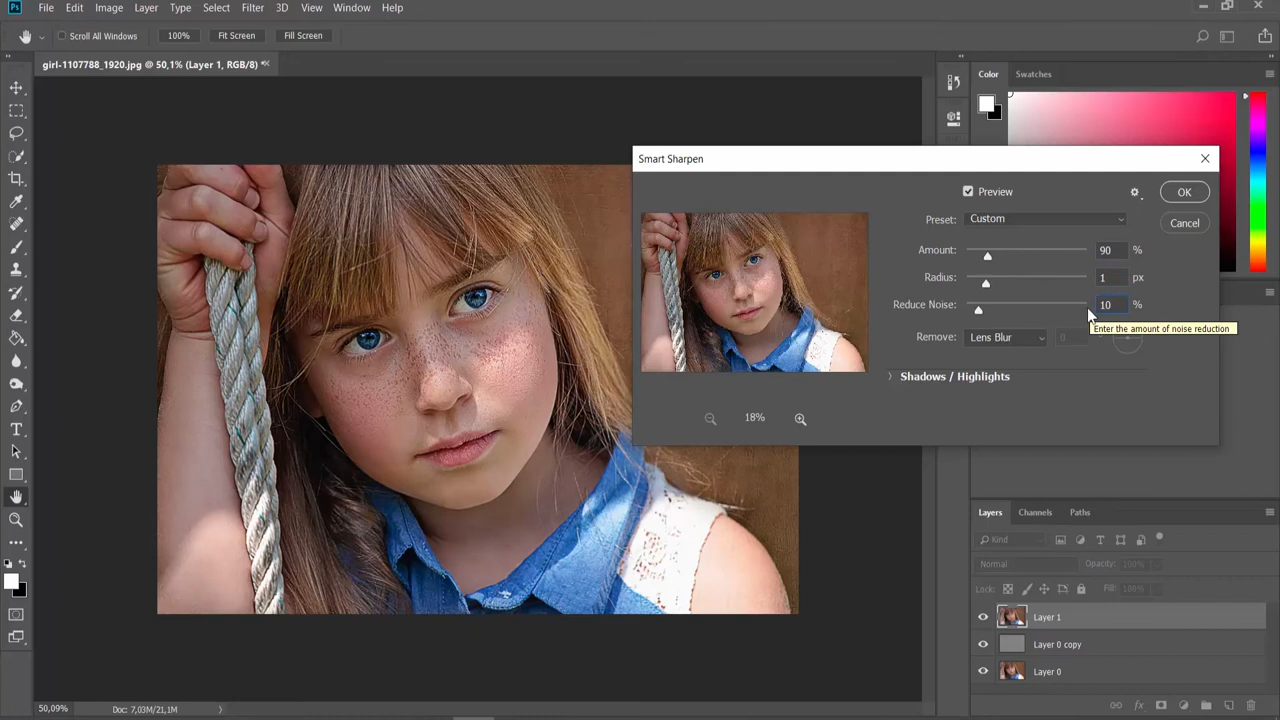 Ps File Edit Image Layer Type Select Filter 3D View Window Help
Scroll All Windows 100% Fit Screen Fill Screen
girl-1107788_1920.jpg @ 50,1% (Layer 1, RGB/8)
Color Swatches
Smart Sharpen
Preview
OK
Preset: Custom
Cancel
Amount: 90 %
Radius: 1 px
Reduce Noise: 10 %
Enter the amount of noise reduction
Remove: Lens Blur 0
Shadows / Highlights
18%
Layers Channels Paths
Kind
Normal Opacity: 100%
Lock: Fill: 100%
Layer 1
Layer 0 copy
Layer 0
50,09% Doc: 7,03M/21,1M